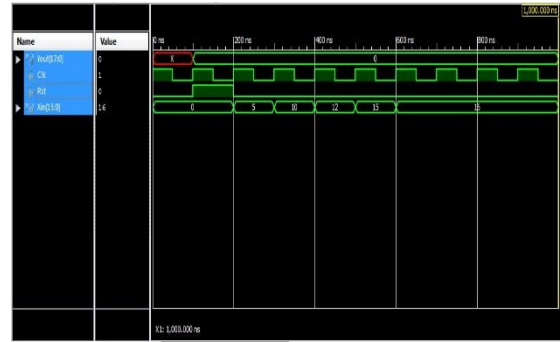 1,000.000 ns
Name Value 0 ns 200 ns 400 ns 600 ns 800 ns
Yout[17:0] 0 X 0
Clk 1
Rst 0
Xin[15:0] 16 0 5 10 12 15 16
X1: 1,000.000 ns